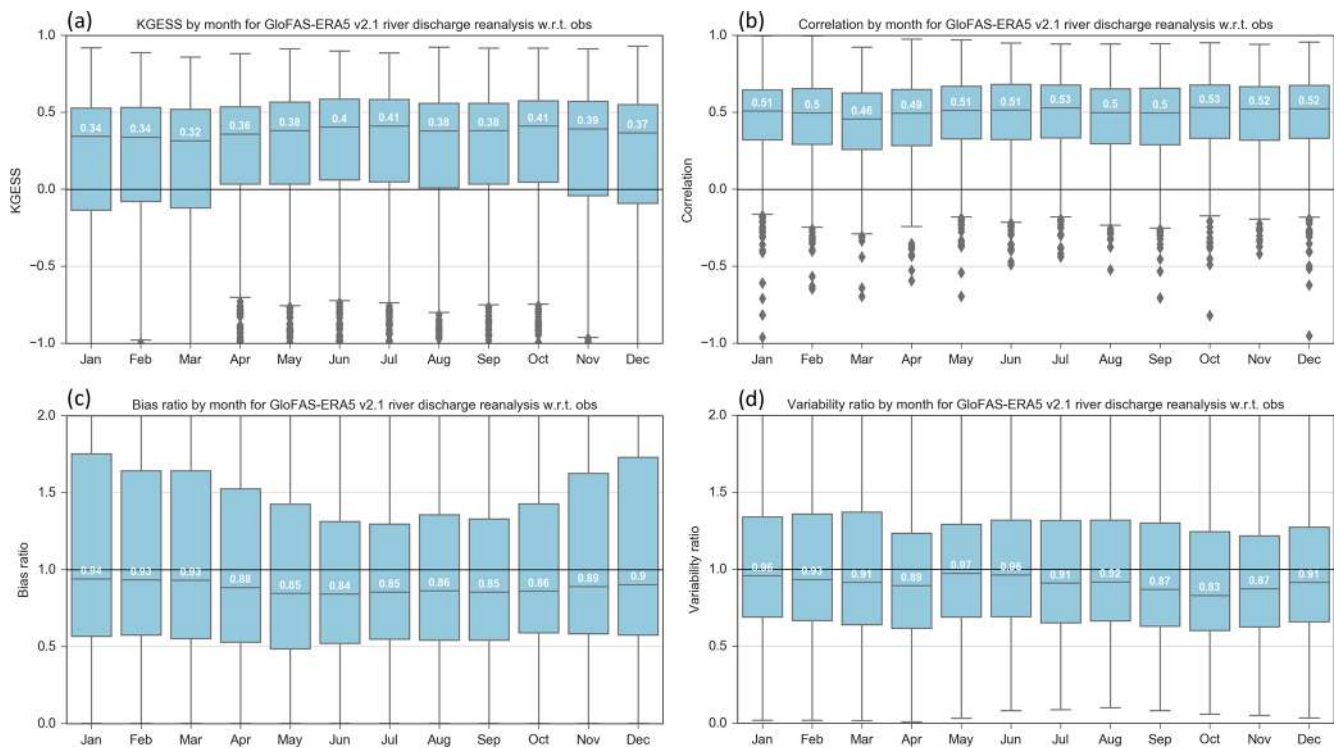 (a)
KGESS by month for GloFAS-ERA5 v2.1 river discharge reanalysis w.r.t. obs
1.0
0.5
0.0
−0.5
−1.0
KGESS
0.34 0.34 0.32 0.36 0.38 0.4 0.41 0.38 0.38 0.41 0.39 0.37
Jan Feb Mar Apr May Jun Jul Aug Sep Oct Nov Dec
(b)
Correlation by month for GloFAS-ERA5 v2.1 river discharge reanalysis w.r.t. obs
1.0
0.5
0.0
−0.5
−1.0
Correlation
0.51 0.5 0.46 0.49 0.51 0.51 0.53 0.5 0.5 0.53 0.52 0.52
Jan Feb Mar Apr May Jun Jul Aug Sep Oct Nov Dec
(c)
Bias ratio by month for GloFAS-ERA5 v2.1 river discharge reanalysis w.r.t. obs
2.0
1.5
1.0
0.5
0.0
Bias ratio
0.94 0.93 0.93 0.88 0.85 0.84 0.85 0.86 0.85 0.86 0.89 0.9
Jan Feb Mar Apr May Jun Jul Aug Sep Oct Nov Dec
(d)
Variability ratio by month for GloFAS-ERA5 v2.1 river discharge reanalysis w.r.t. obs
2.0
1.5
1.0
0.5
0.0
Variability ratio
0.96 0.93 0.91 0.89 0.97 0.96 0.91 0.92 0.87 0.83 0.87 0.91
Jan Feb Mar Apr May Jun Jul Aug Sep Oct Nov Dec